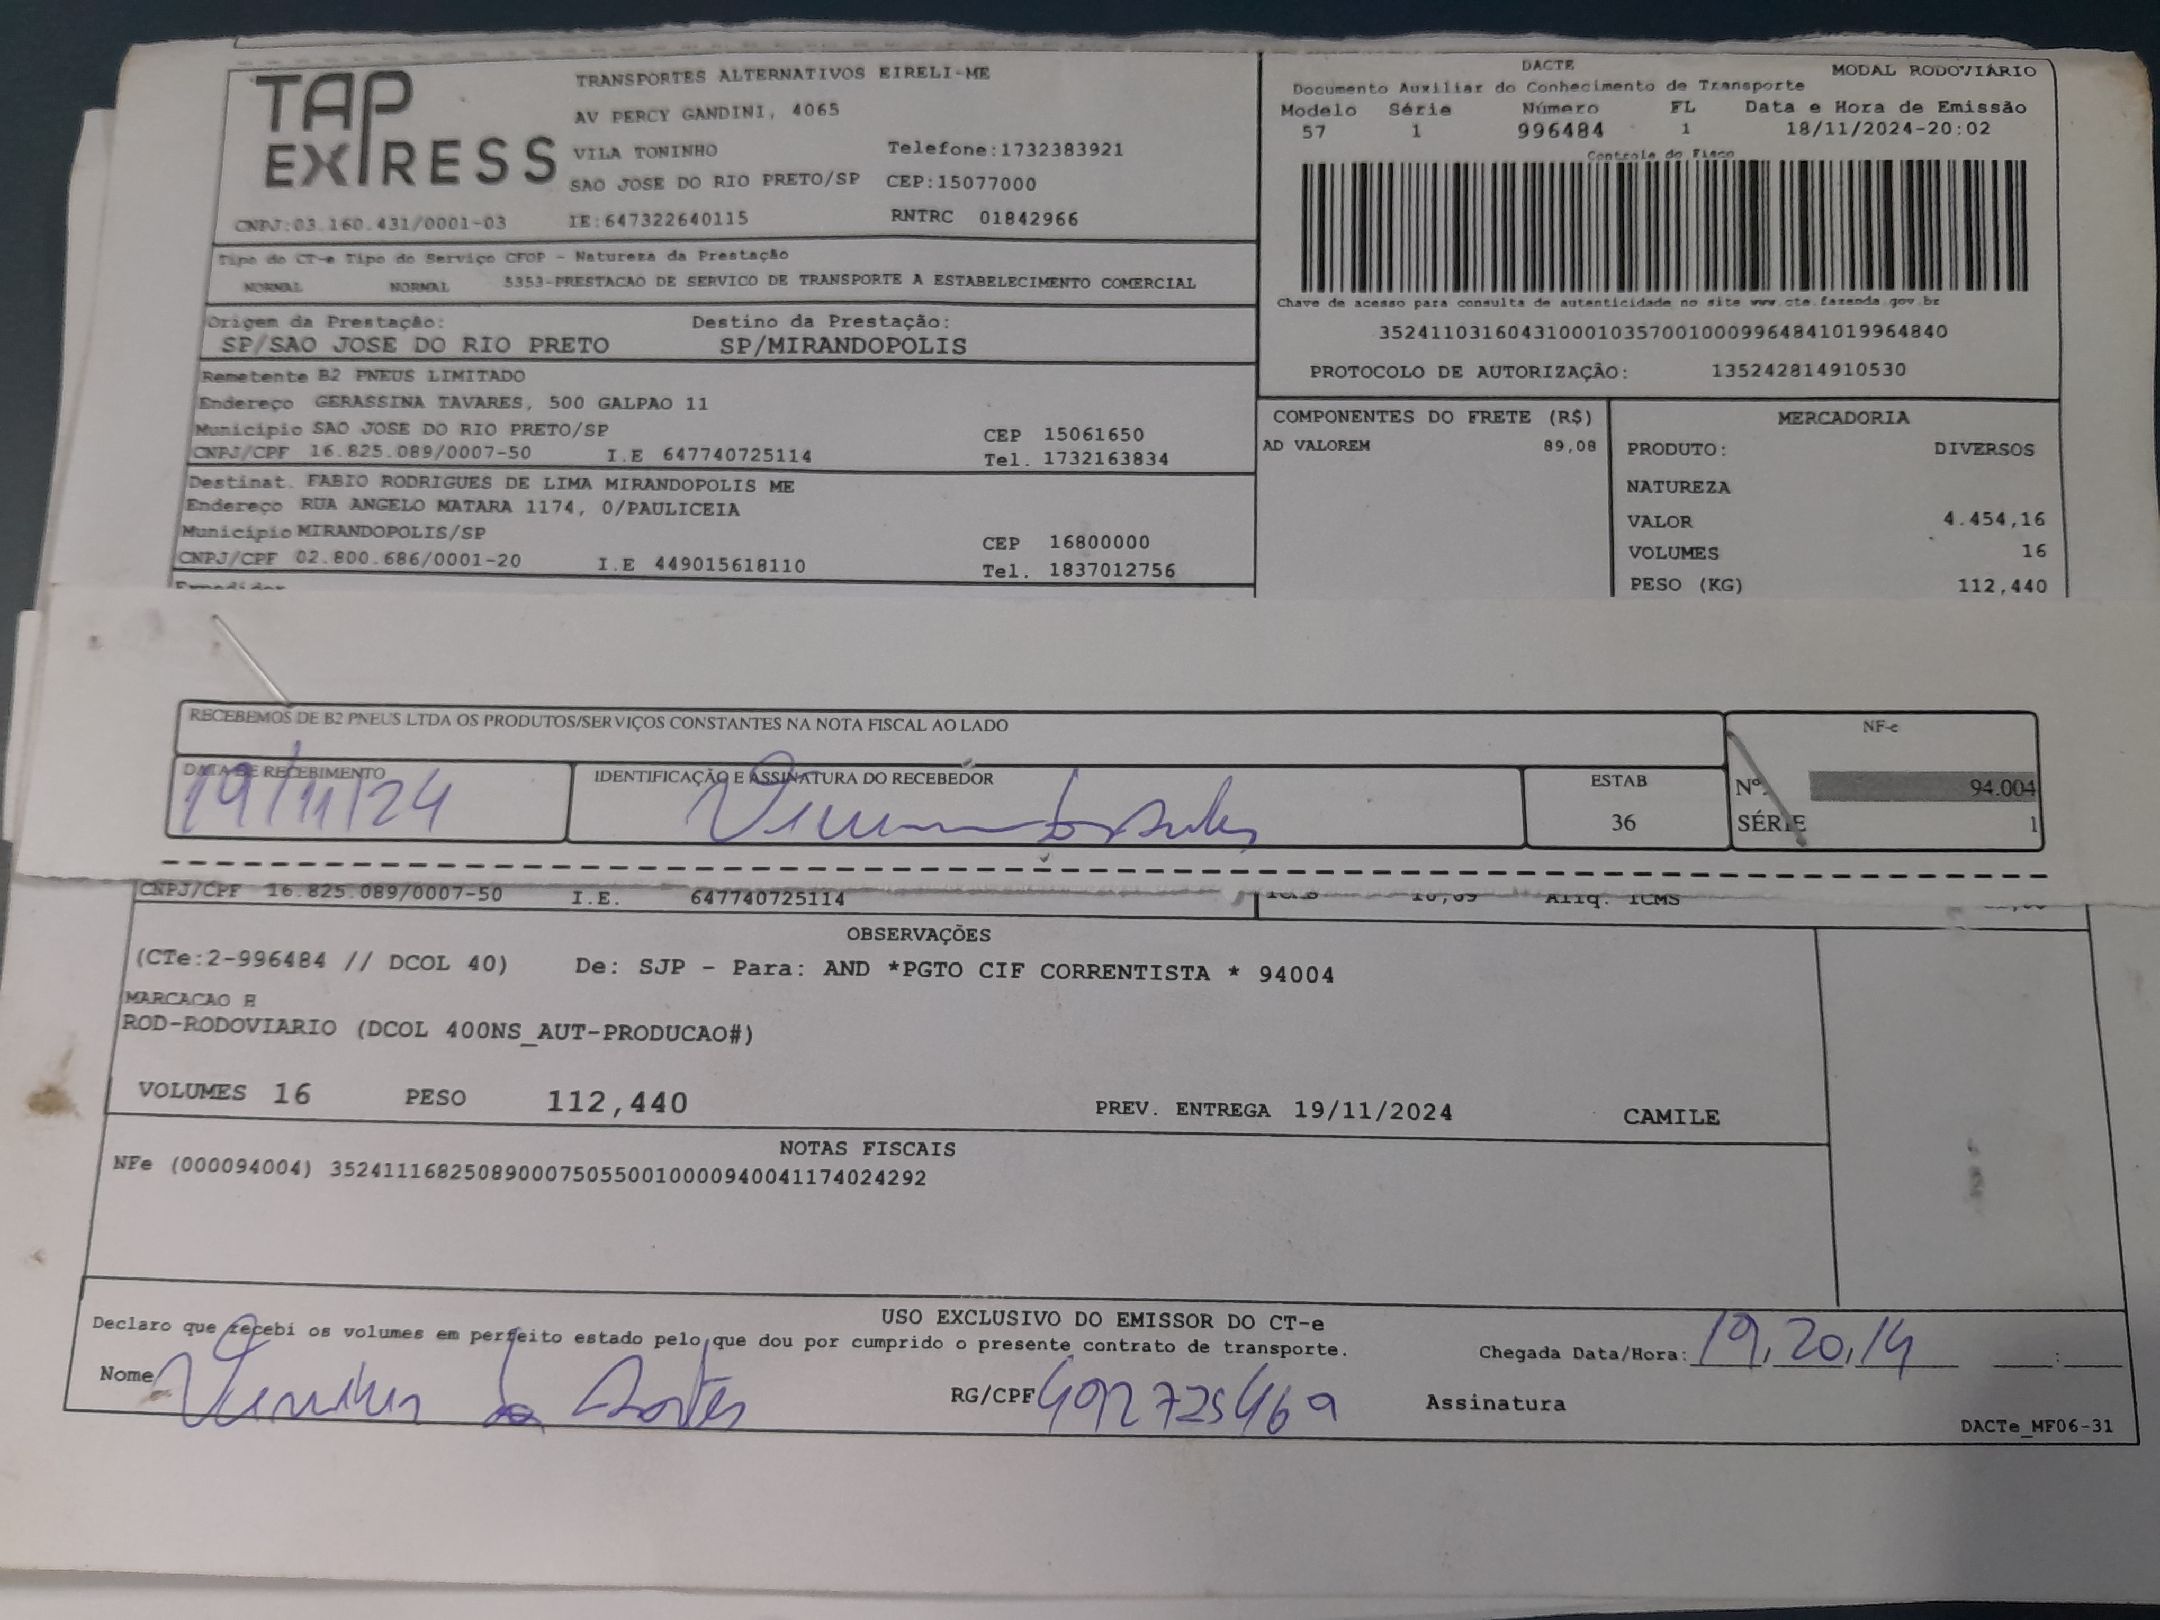 TAP EXPRESS
TRANSPORTES ALTERNATIVOS EIRELI-ME
AV PERCY GANDINI, 4065
VILA TONINHO Telefone:1732383921
SAO JOSE DO RIO PRETO/SP CEP:15077000
CNPJ:03.160.431/0001-03 IE:647322640115 RNTRC 01842966
DACTE MODAL RODOVIÁRIO
Documento Auxiliar do Conhecimento de Transporte
Modelo Série Número FL Data e Hora de Emissão
57 1 996484 1 18/11/2024-20:02
Controle do Fisco
Chave de acesso para consulta de autenticidade no site www.cte.fazenda.gov.br
35241103160431000103570010009964841019964840
PROTOCOLO DE AUTORIZAÇÃO: 135242814910530
Tipo do CT-e Tipo do Serviço CFOP - Natureza da Prestação
NORMAL NORMAL 5353-PRESTACAO DE SERVICO DE TRANSPORTE A ESTABELECIMENTO COMERCIAL
Origem da Prestação: Destino da Prestação:
SP/SAO JOSE DO RIO PRETO SP/MIRANDOPOLIS
Remetente B2 PNEUS LIMITADO
Endereço GERASSINA TAVARES, 500 GALPAO 11
Município SAO JOSE DO RIO PRETO/SP CEP 15061650
CNPJ/CPF 16.825.089/0007-50 I.E 647740725114 Tel. 1732163834
Destinat. FABIO RODRIGUES DE LIMA MIRANDOPOLIS ME
Endereço RUA ANGELO MATARA 1174, 0/PAULICEIA
Município MIRANDOPOLIS/SP CEP 16800000
CNPJ/CPF 02.800.686/0001-20 I.E 449015618110 Tel. 1837012756
COMPONENTES DO FRETE (R$)
AD VALOREM 89,08
MERCADORIA
PRODUTO: DIVERSOS
NATUREZA
VALOR 4.454,16
VOLUMES 16
PESO (KG) 112,440
RECEBEMOS DE B2 PNEUS LTDA OS PRODUTOS/SERVIÇOS CONSTANTES NA NOTA FISCAL AO LADO
DATA DE RECEBIMENTO
19/11/24
IDENTIFICAÇÃO E ASSINATURA DO RECEBEDOR
ESTAB
36
NF-e
Nº. 94.004
SÉRIE 1
CNPJ/CPF 16.825.089/0007-50 I.E. 647740725114 Aliq. ICMS
OBSERVAÇÕES
(CTe:2-996484 // DCOL 40) De: SJP - Para: AND *PGTO CIF CORRENTISTA * 94004
MARCACAO
ROD-RODOVIARIO (DCOL 400NS_AUT-PRODUCAO#)
VOLUMES 16 PESO 112,440 PREV. ENTREGA 19/11/2024 CAMILE
NOTAS FISCAIS
NFe (000094004) 35241116825089000750550010000940041174024292
USO EXCLUSIVO DO EMISSOR DO CT-e
Declaro que recebi os volumes em perfeito estado pelo que dou por cumprido o presente contrato de transporte.
Chegada Data/Hora: 19,20,14 :
Nome RG/CPF 492725469 Assinatura
DACTe_MF06-31